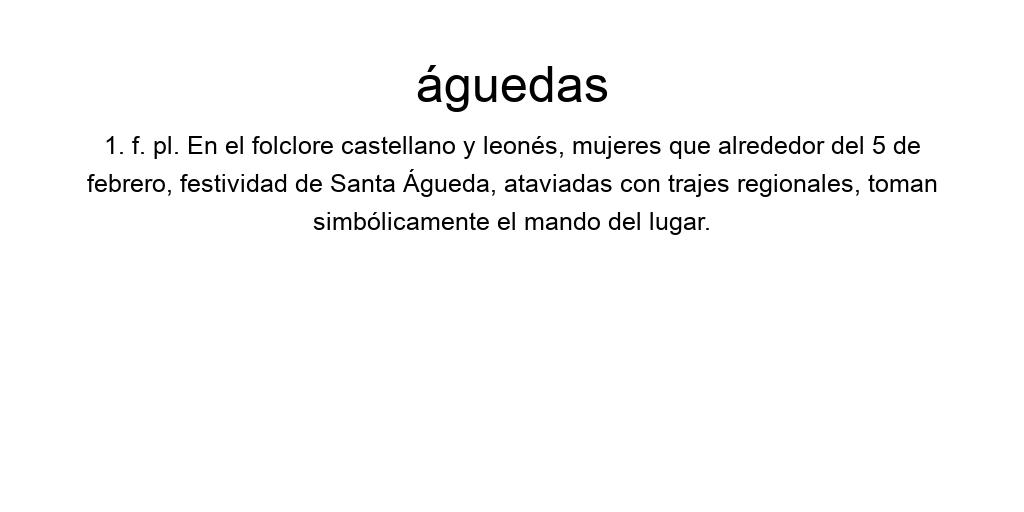 águedas
1. f. pl. En el folclore castellano y leonés, mujeres que alrededor del 5 de
febrero, festividad de Santa Águeda, ataviadas con trajes regionales, toman
simbólicamente el mando del lugar.